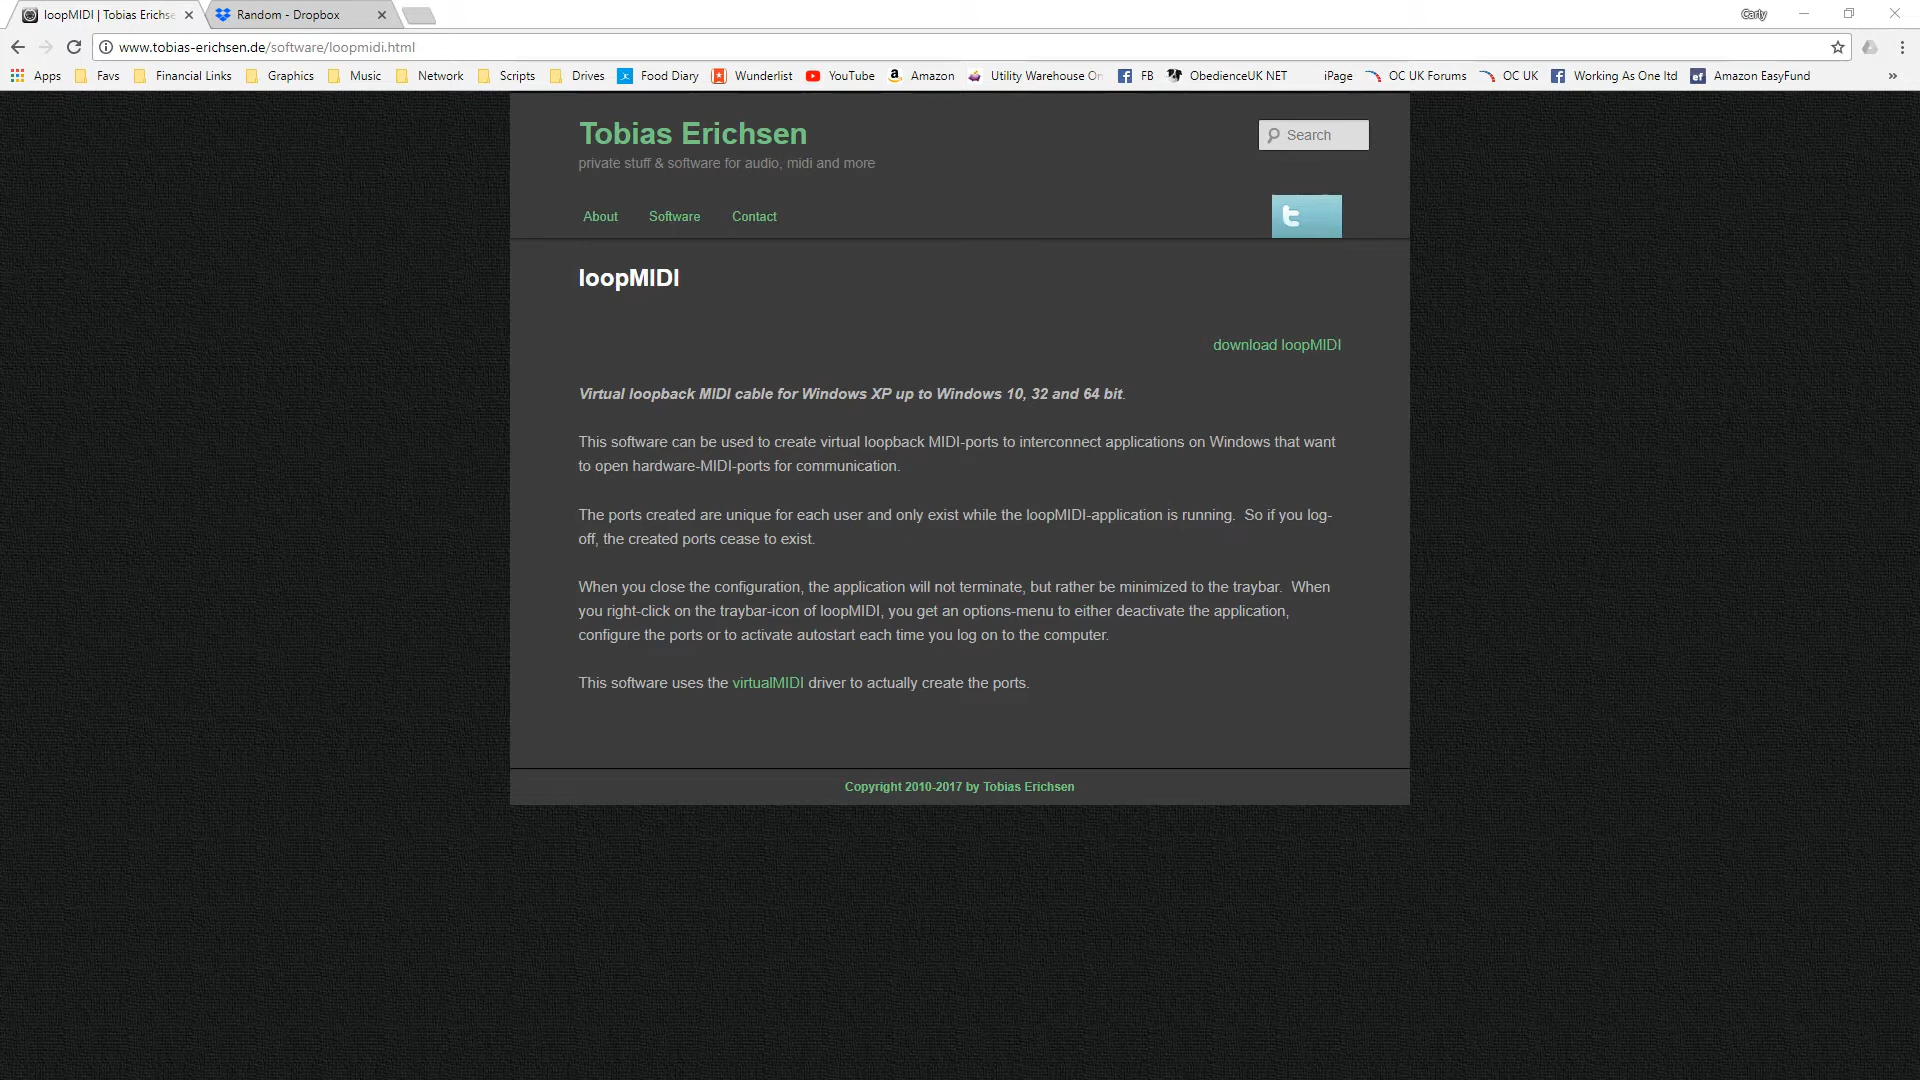 loopMIDI | Tobias Erichse
Random - Dropbox
Carly
www.tobias-erichsen.de/software/loopmidi.html
Apps Favs Financial Links Graphics Music Network Scripts Drives Food Diary Wunderlist YouTube Amazon Utility Warehouse On FB ObedienceUK NET iPage OC UK Forums OC UK Working As One ltd ef Amazon EasyFund »
Tobias Erichsen
Search
private stuff & software for audio, midi and more
About Software Contact
loopMIDI
download loopMIDI
Virtual loopback MIDI cable for Windows XP up to Windows 10, 32 and 64 bit.
This software can be used to create virtual loopback MIDI-ports to interconnect applications on Windows that want
to open hardware-MIDI-ports for communication.
The ports created are unique for each user and only exist while the loopMIDI-application is running.  So if you log-
off, the created ports cease to exist.
When you close the configuration, the application will not terminate, but rather be minimized to the traybar.  When
you right-click on the traybar-icon of loopMIDI, you get an options-menu to either deactivate the application,
configure the ports or to activate autostart each time you log on to the computer.
This software uses the virtualMIDI driver to actually create the ports.
Copyright 2010-2017 by Tobias Erichsen